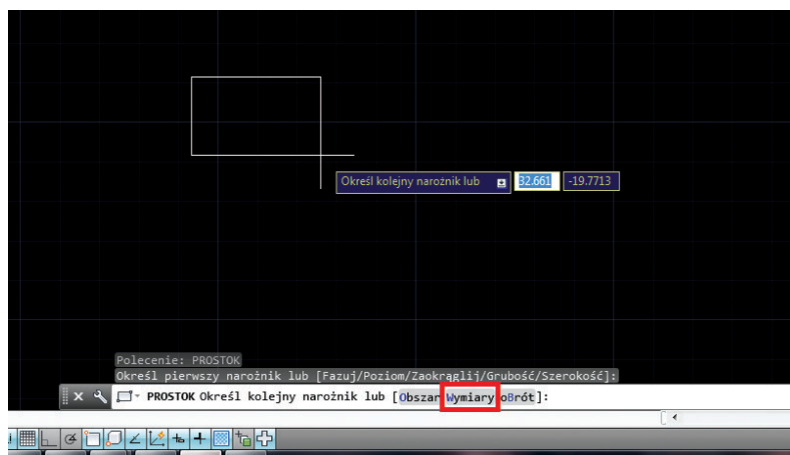 Określ kolejny narożnik lub 32.661 -19.7713
Polecenie: PROSTOK
Określ pierwszy narożnik lub [Fazuj/Poziom/Zaokrąglij/Grubość/Szerokość]:
PROSTOK Określ kolejny narożnik lub [Obszar Wymiary oBrót]: